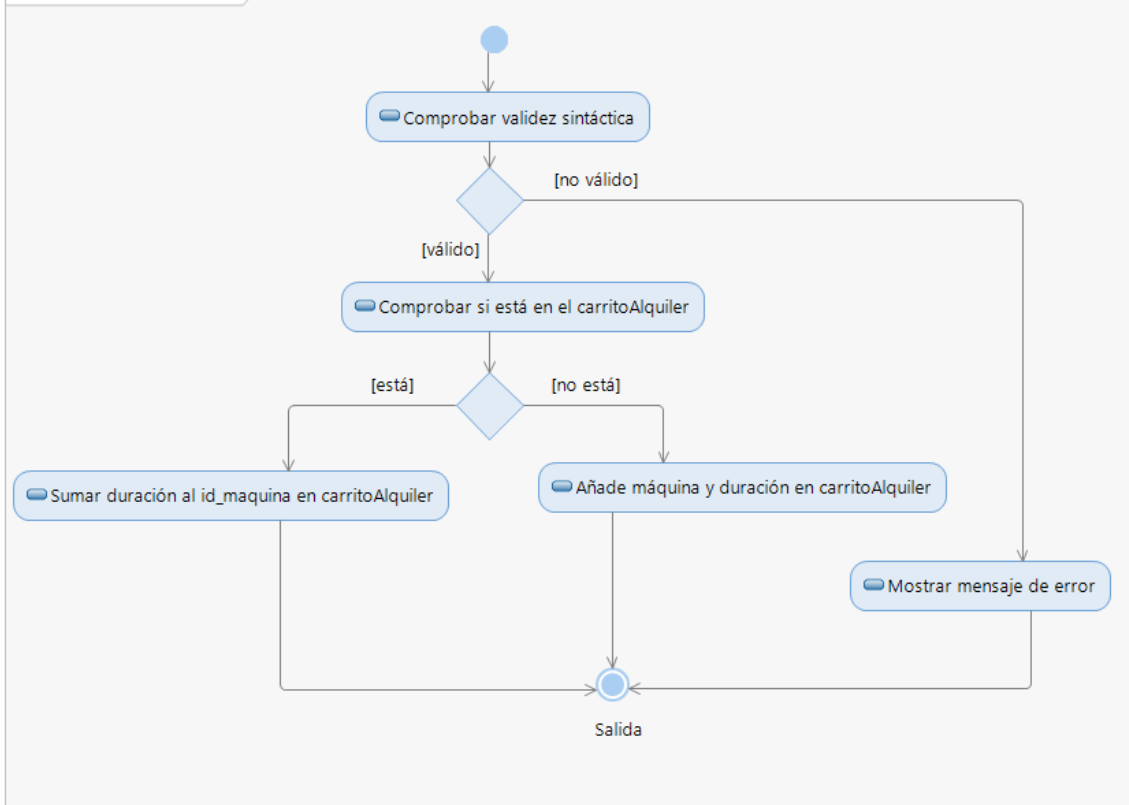 Comprobar validez sintáctica
[no válido]
[válido]
Comprobar si está en el carritoAlquiler
[está]
[no está]
Sumar duración al id_maquina en carritoAlquiler
Añade máquina y duración en carritoAlquiler
Mostrar mensaje de error
Salida